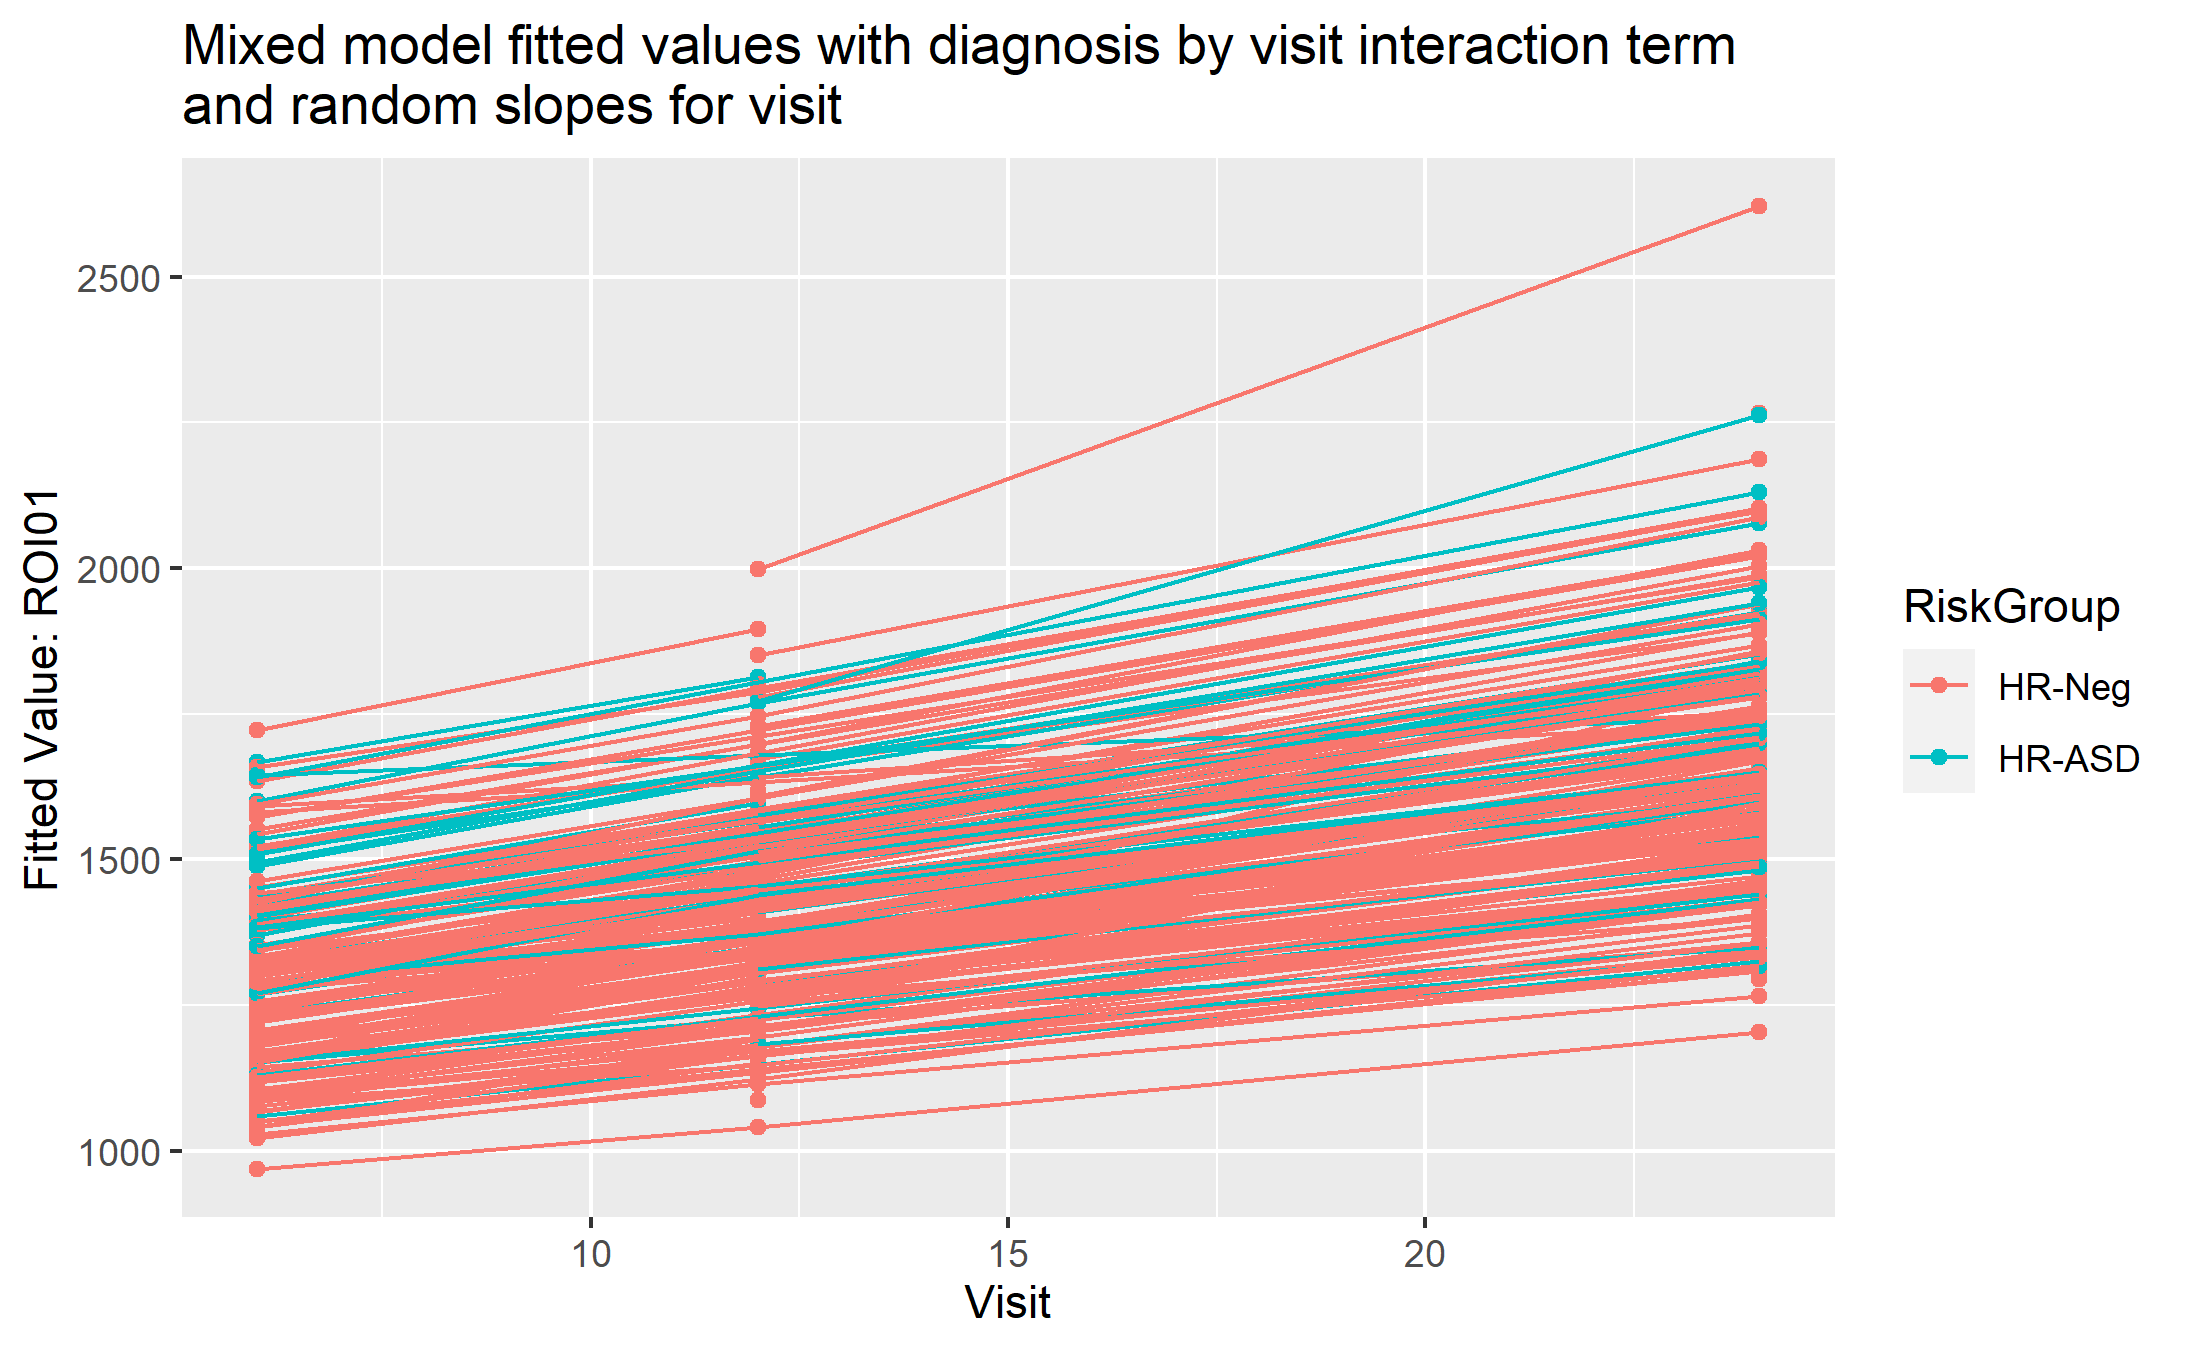 Mixed model fitted values with diagnosis by visit interaction term
and random slopes for visit
Fitted Value: ROI01
2500
2000
1500
1000
10
15
20
Visit
RiskGroup
HR-Neg
HR-ASD